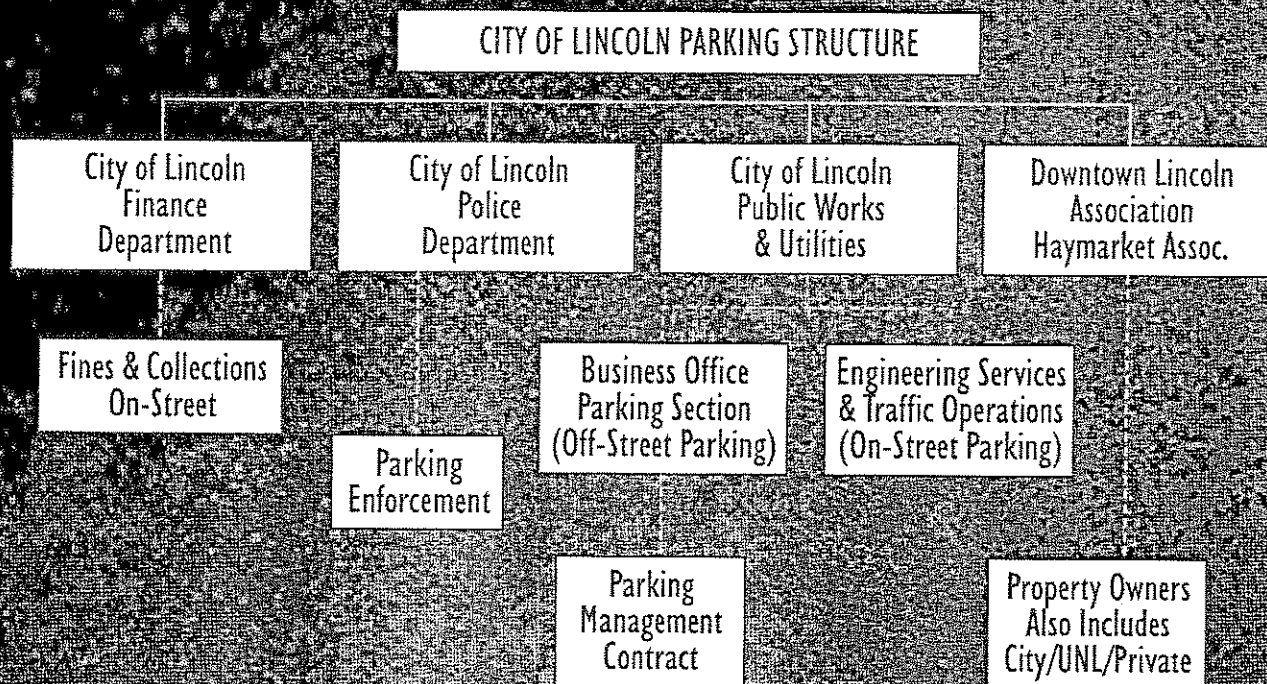 CITY OF LINCOLN PARKING STRUCTURE
City of Lincoln
Finance
Department
City of Lincoln
Police
Department
City of Lincoln
Public Works
& Utilities
Downtown Lincoln
Association
Haymarket Assoc.
Fines & Collections
On-Street
Parking
Enforcement
Business Office
Parking Section
(Off-Street Parking)
Engineering Services
& Traffic Operations
(On-Street Parking)
Parking
Management
Contract
Property Owners
Also Includes
City/UNL/Private